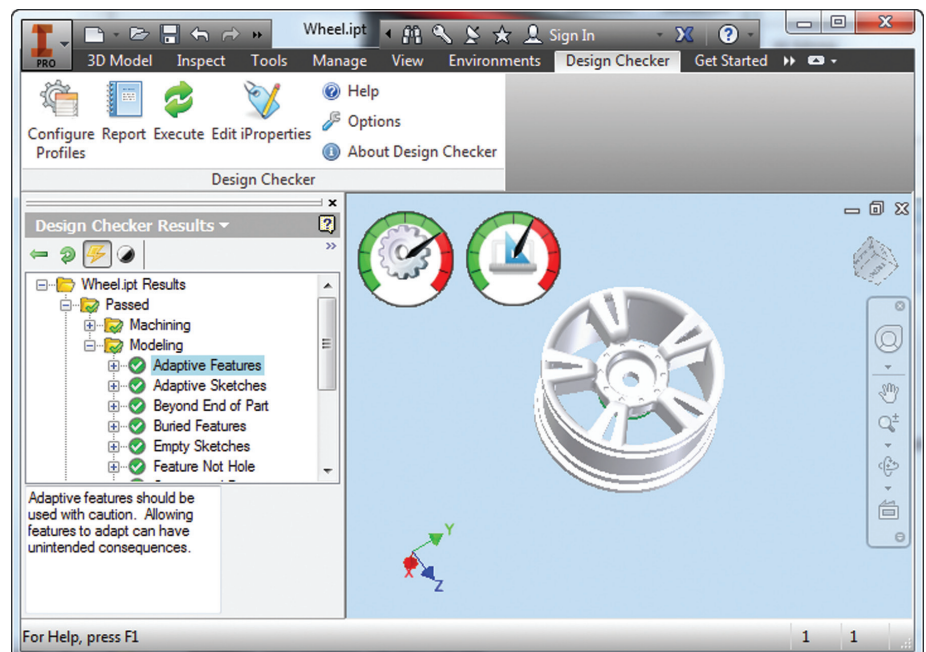 Wheel.ipt
Sign In
PRO
3D Model Inspect Tools Manage View Environments Design Checker Get Started
Configure Profiles
Report
Execute
Edit iProperties
Help
Options
About Design Checker
Design Checker
Design Checker Results
Wheel.ipt Results
Passed
Machining
Modeling
Adaptive Features
Adaptive Sketches
Beyond End of Part
Buried Features
Empty Sketches
Feature Not Hole
Adaptive features should be
used with caution. Allowing
features to adapt can have
unintended consequences.
Y
X
Z
For Help, press F1
1 1